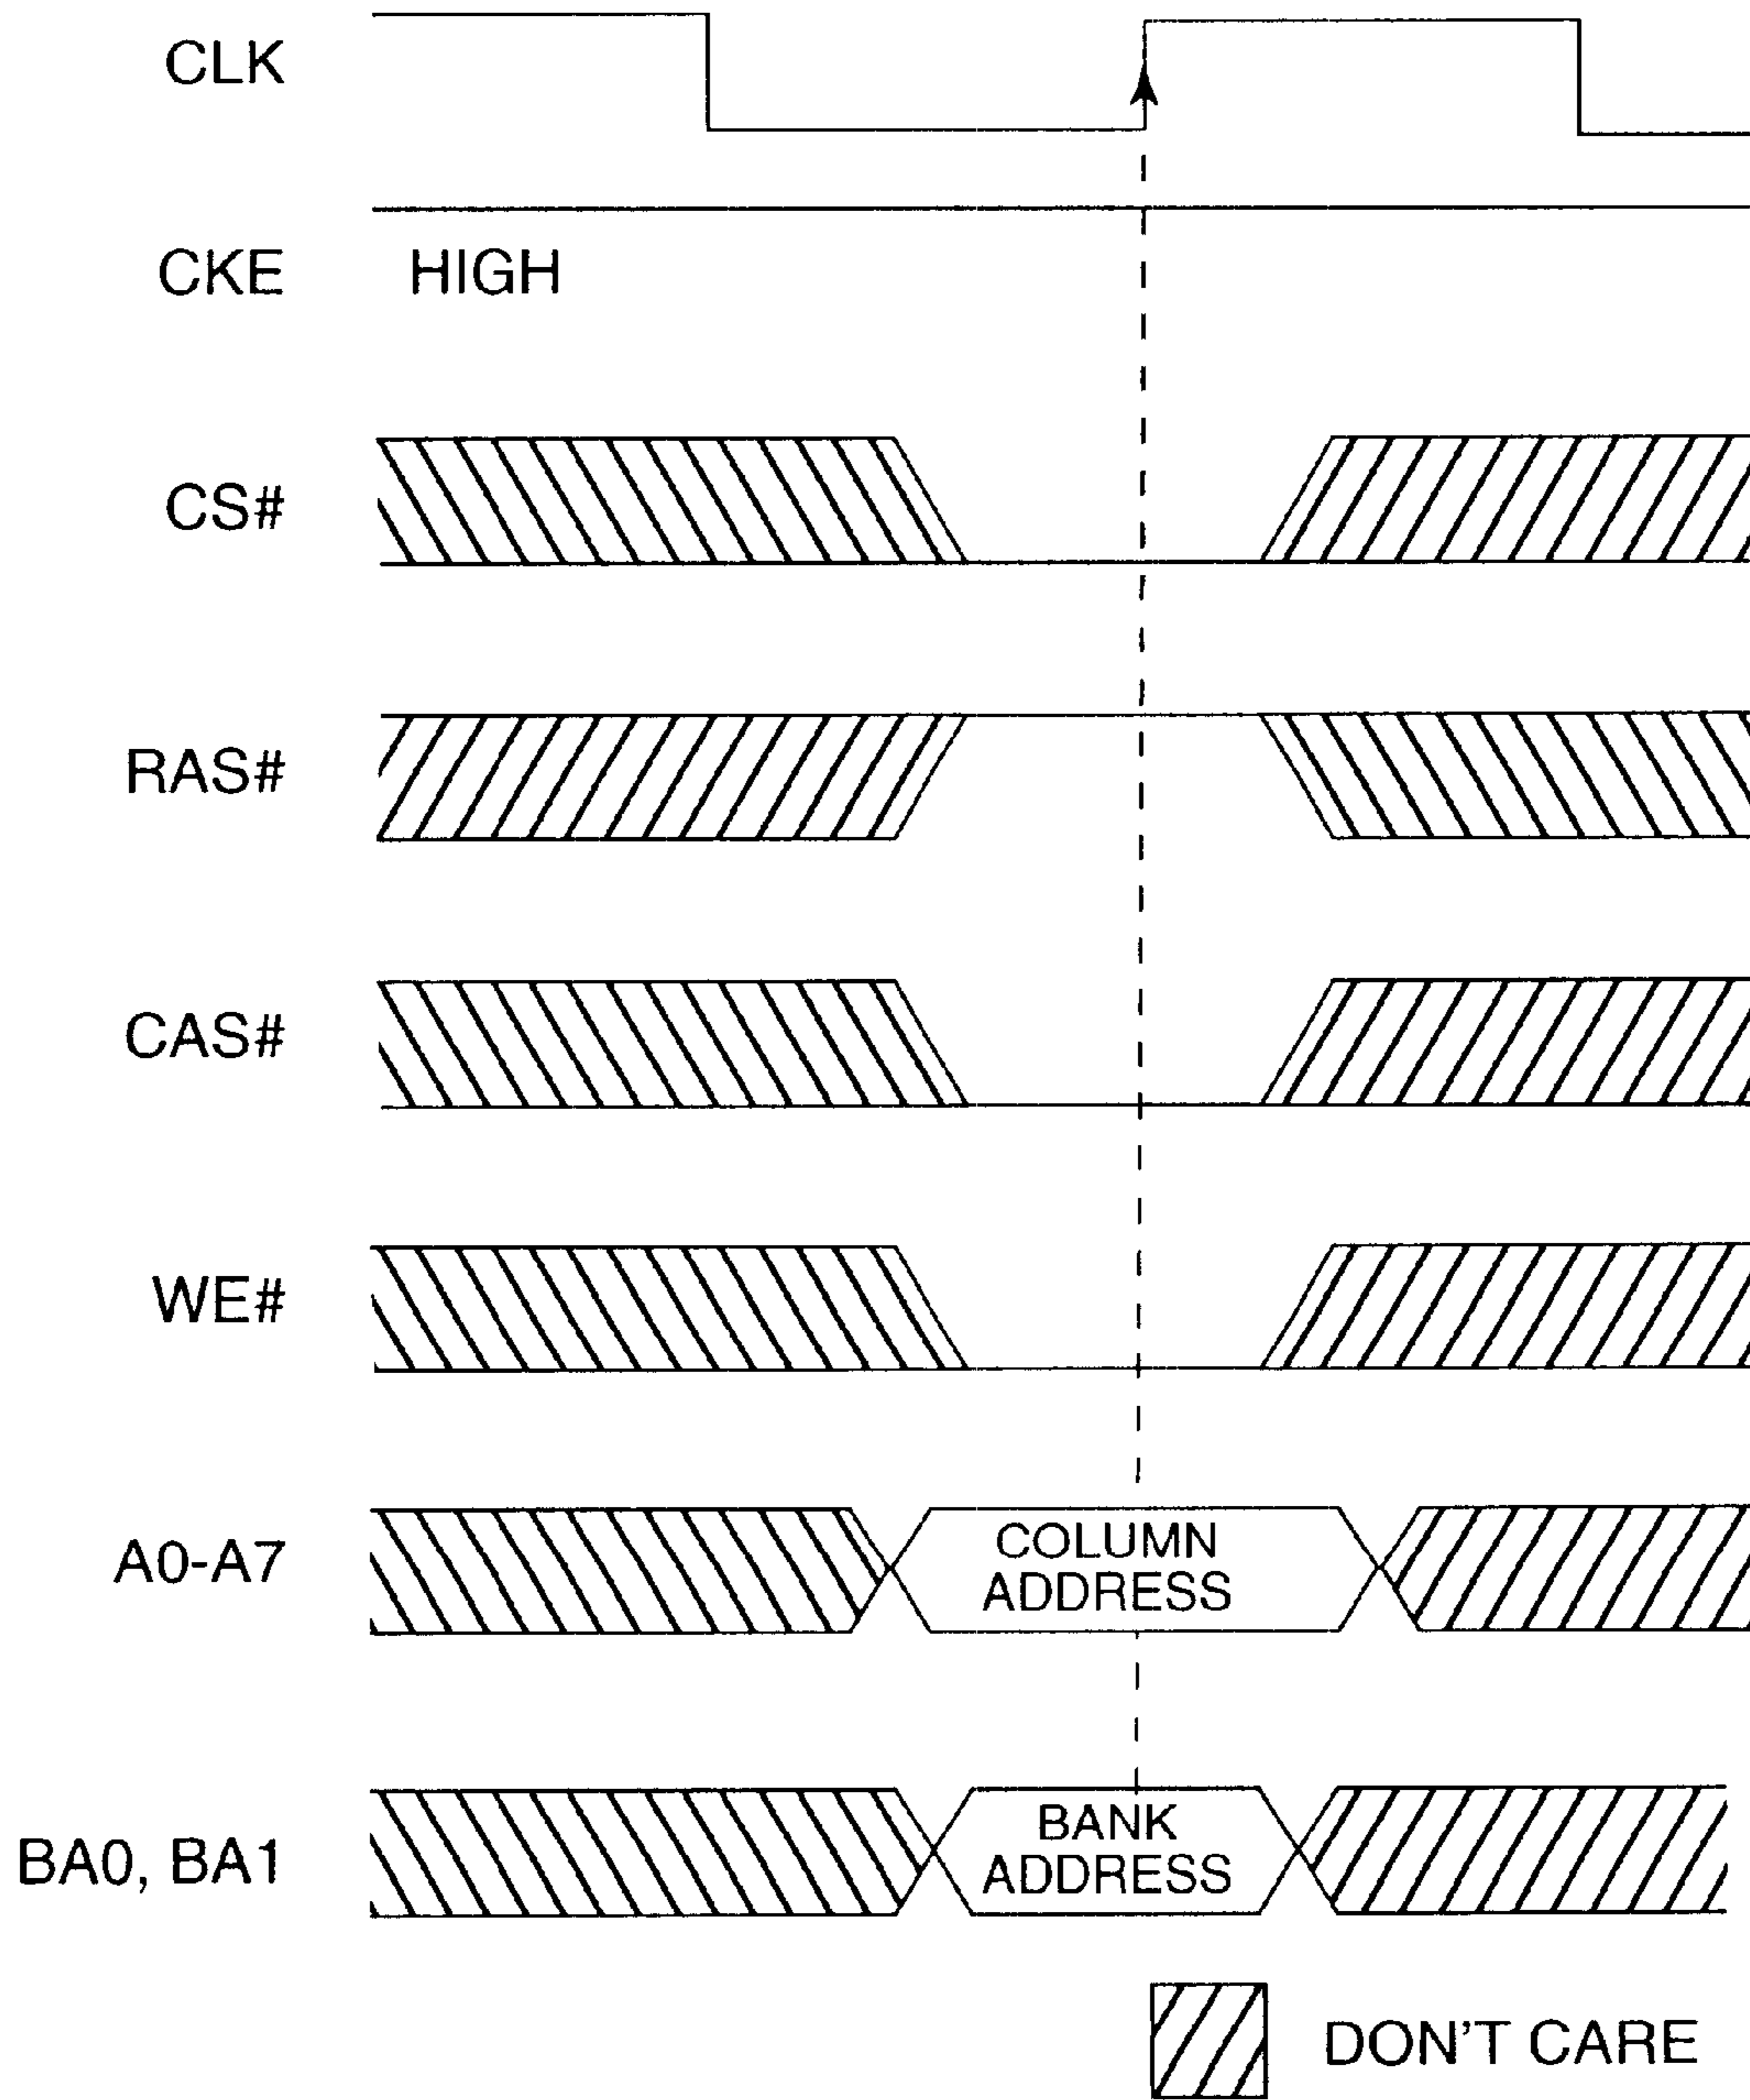 CLK
CKE HIGH
CS#
RAS#
CAS#
WE#
A0-A7
COLUMN
ADDRESS
BA0, BA1
BANK
ADDRESS
DON'T CARE